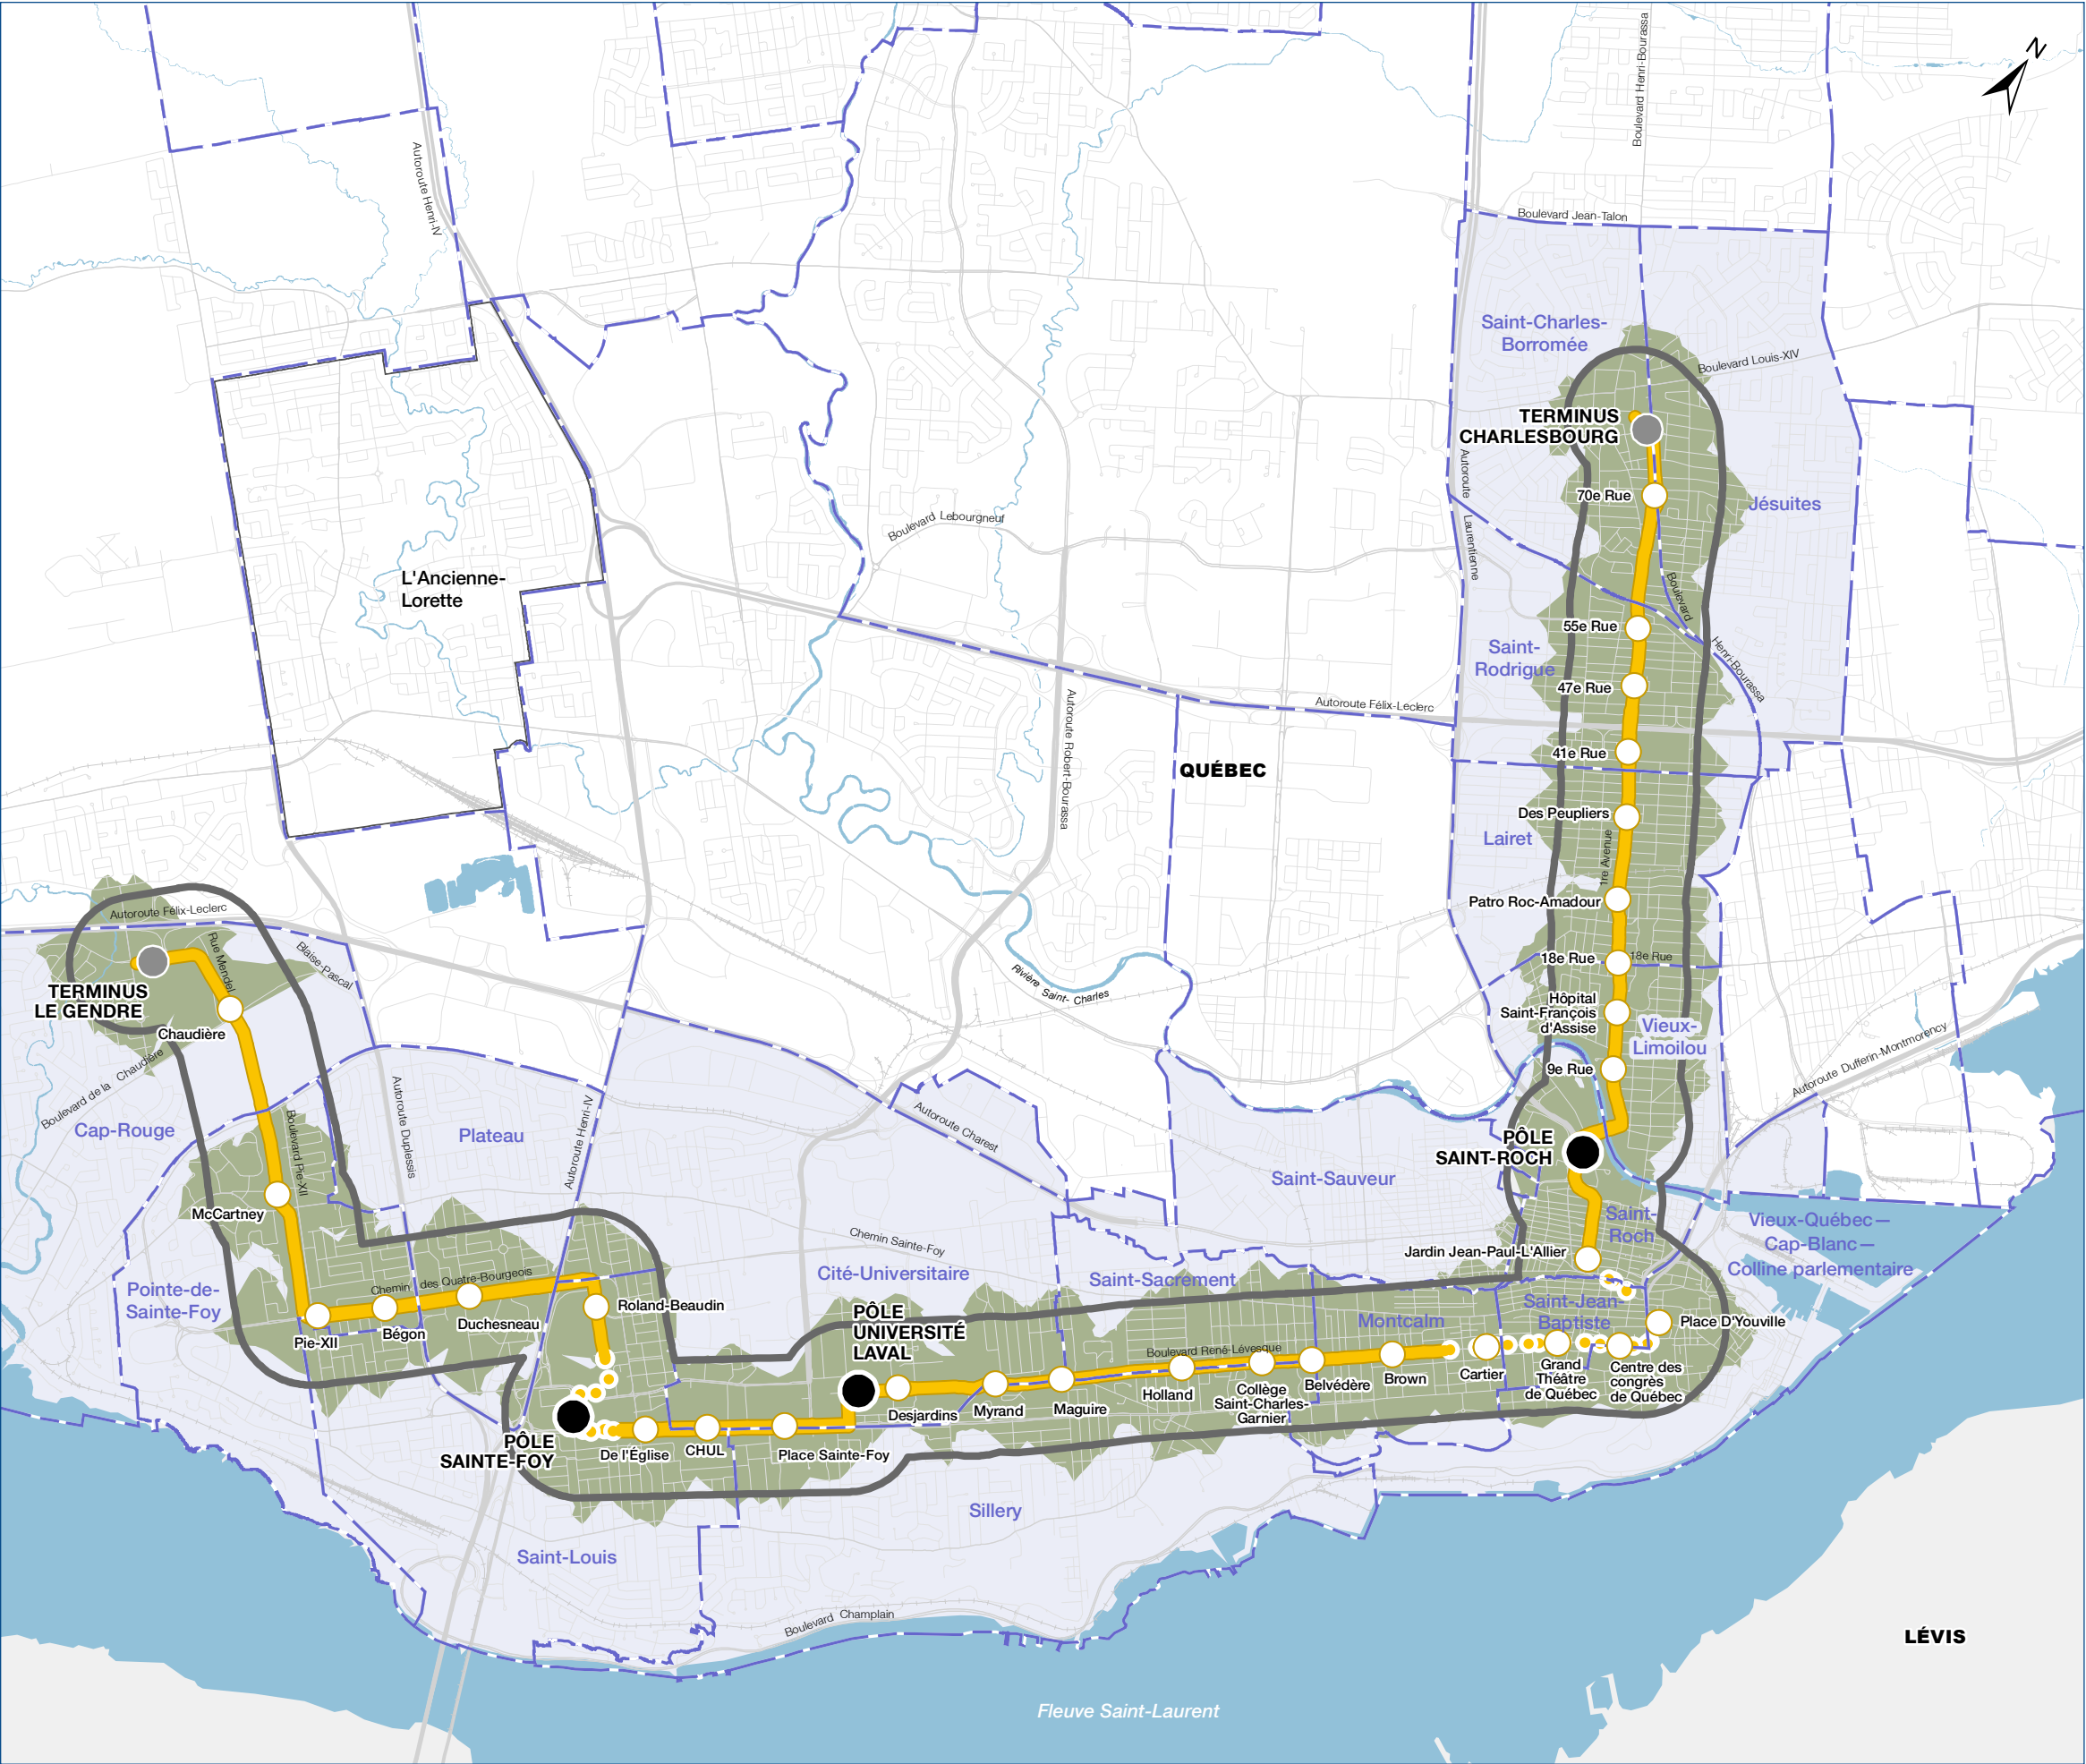 N
Boulevard Henri-Bourassa
Autoroute Henri-IV
Boulevard Jean-Talon
Saint-Charles-
Borromée
Boulevard Louis-XIV
TERMINUS
CHARLESBOURG
Autoroute Laurentienne
70e Rue
Jésuites
Boulevard Lebourgneuf
L'Ancienne-
Lorette
Boulevard Henri-Bourassa
55e Rue
Saint-
Rodrigue
47e Rue
Autoroute Félix-Leclerc
Autoroute Robert-Bourassa
41e Rue
QUÉBEC
Des Peupliers
Lairet
1re Avenue
Patro Roc-Amadour
Autoroute Félix-Leclerc
Rue Mendel
Blaise-Pascal
18e Rue
18e Rue
TERMINUS
LE GENDRE
Rivière Saint-Charles
Hôpital
Saint-François
d'Assise
Chaudière
Vieux-
Limoilou
Boulevard de la Chaudière
9e Rue
Autoroute Dufferin-Montmorency
Cap-Rouge
Boulevard Pie-XII
Autoroute Duplessis
Plateau
Autoroute Henri-IV
Autoroute Charest
PÔLE
SAINT-ROCH
Saint-Sauveur
McCartney
Saint-
Roch
Vieux-Québec—
Cap-Blanc—
Colline parlementaire
Chemin Sainte-Foy
Jardin Jean-Paul-L'Allier
Cité-Universitaire
Saint-Sacrement
Chemin des Quatre-Bourgeois
Pointe-de-
Sainte-Foy
Roland-Beaudin
Saint-Jean-
Baptiste
PÔLE
UNIVERSITÉ
LAVAL
Montcalm
Place D'Youville
Pie-XII
Bégon
Duchesneau
Boulevard René-Lévesque
Desjardins
Myrand
Maguire
Holland
Collège
Saint-Charles-
Garnier
Belvédère
Brown
Cartier
Grand
Théâtre
de Québec
Centre des
congrès
de Québec
PÔLE
SAINTE-FOY
De l'Église
CHUL
Place Sainte-Foy
Sillery
Saint-Louis
Boulevard Champlain
LÉVIS
Fleuve Saint-Laurent